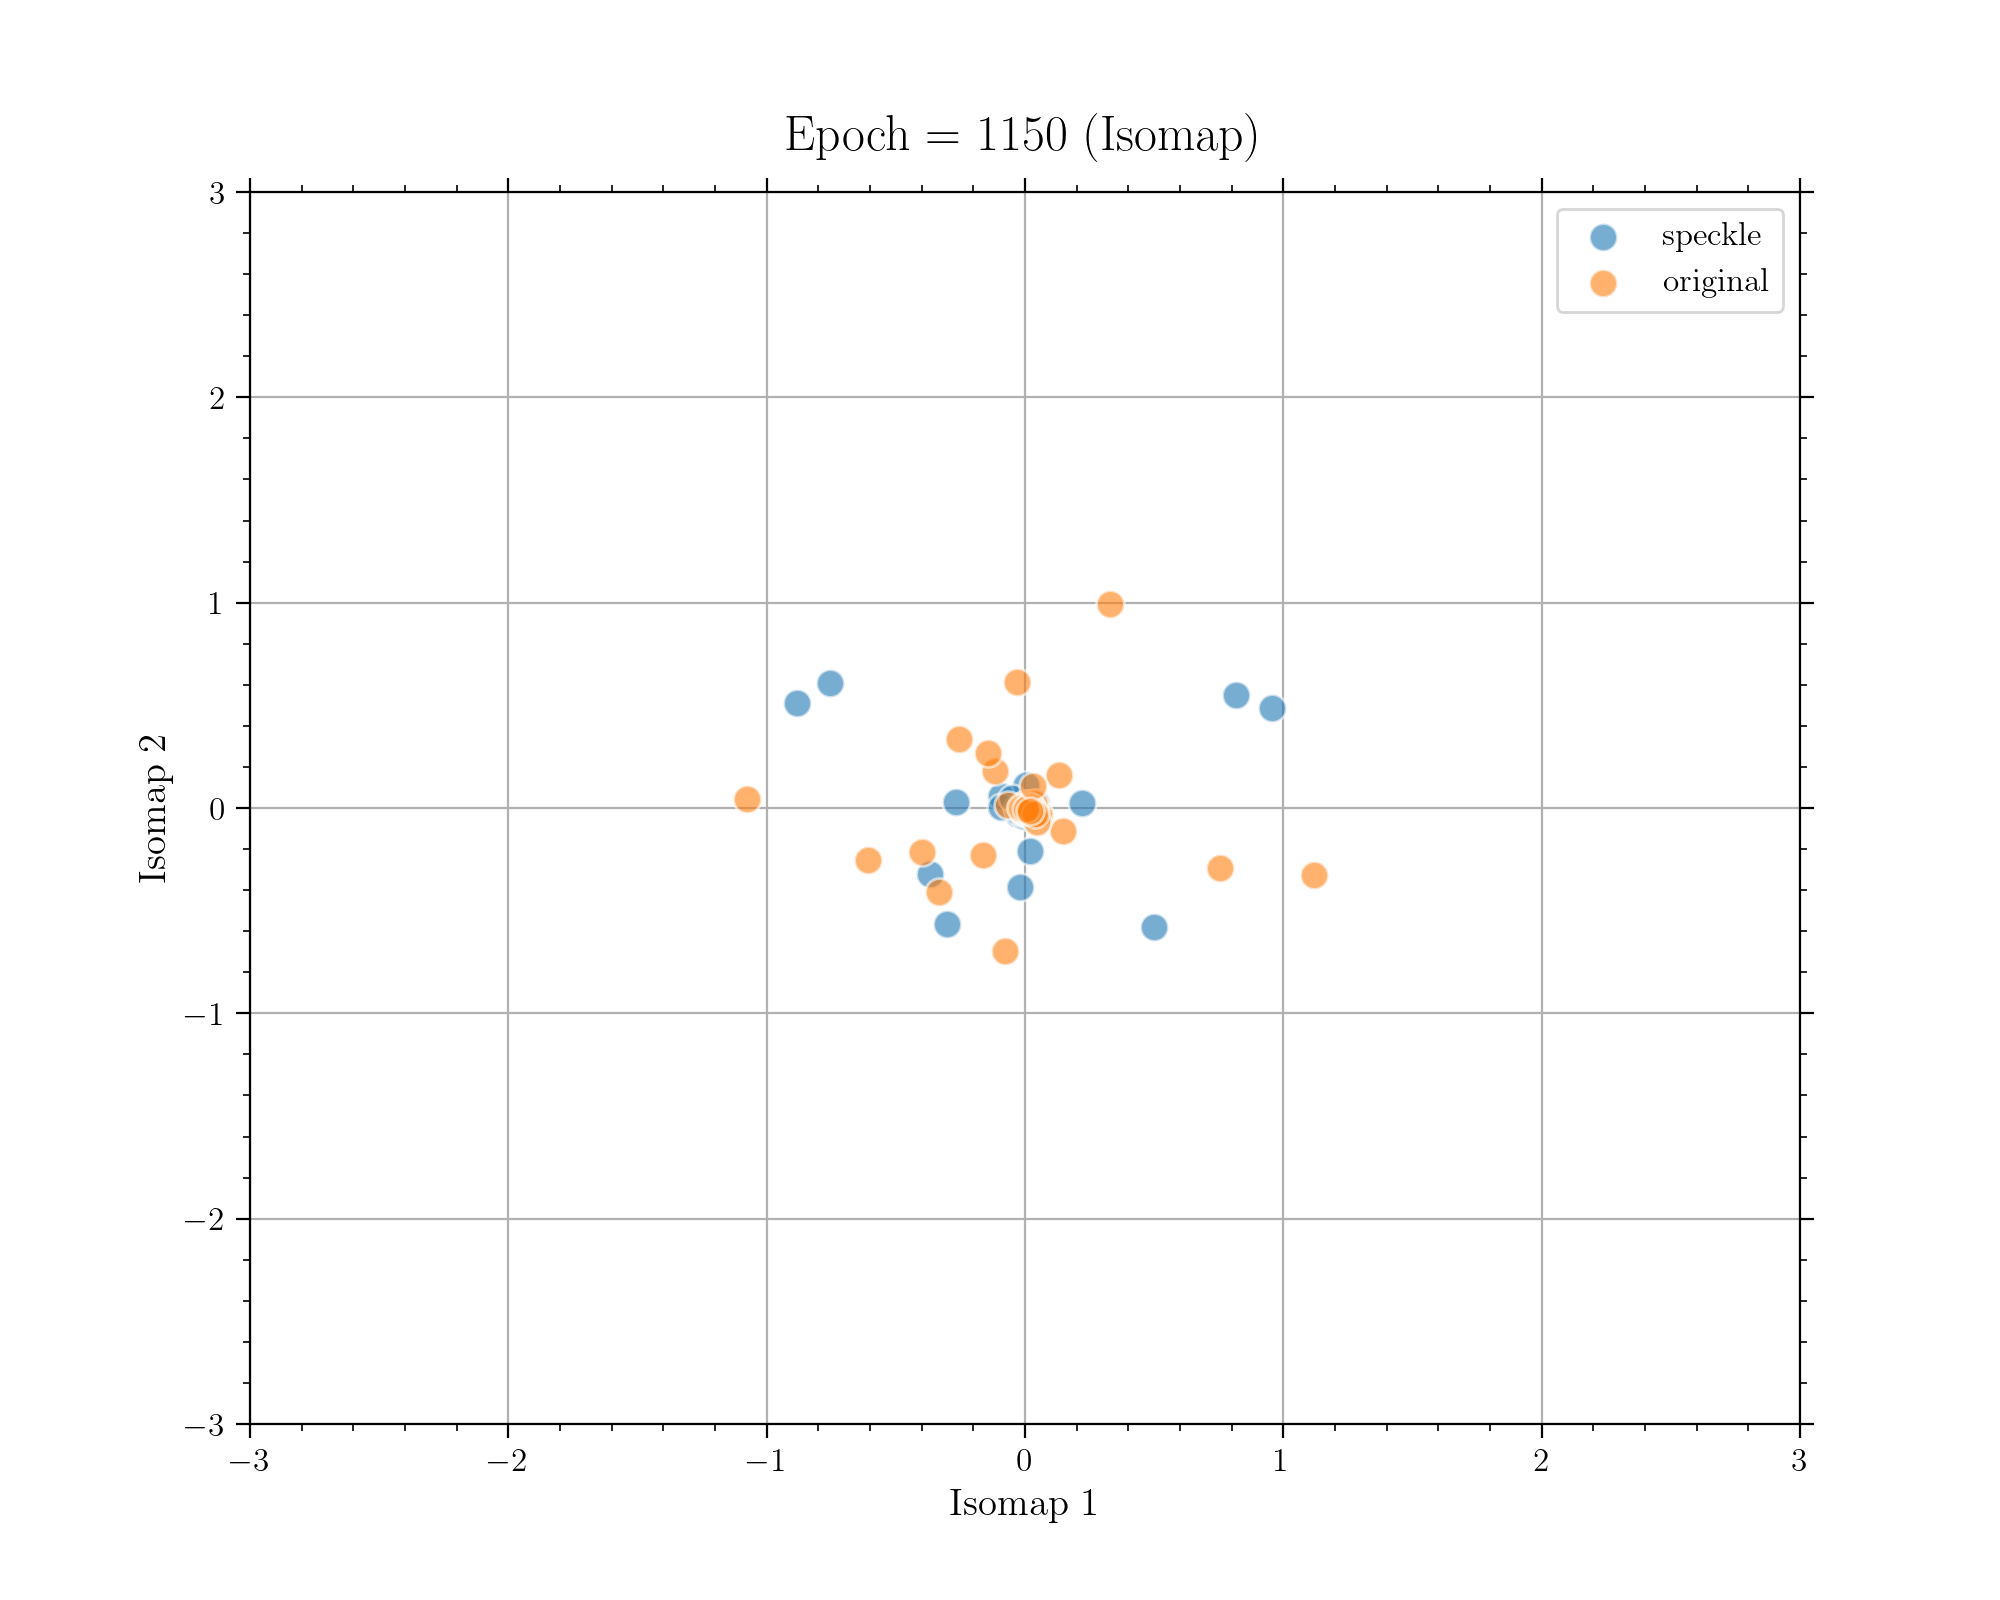 Epoch = 1150 (Isomap)
speckle
original
3
2
1
0
−1
−2
−3
Isomap 2
−3
−2
−1
0
1
2
3
Isomap 1